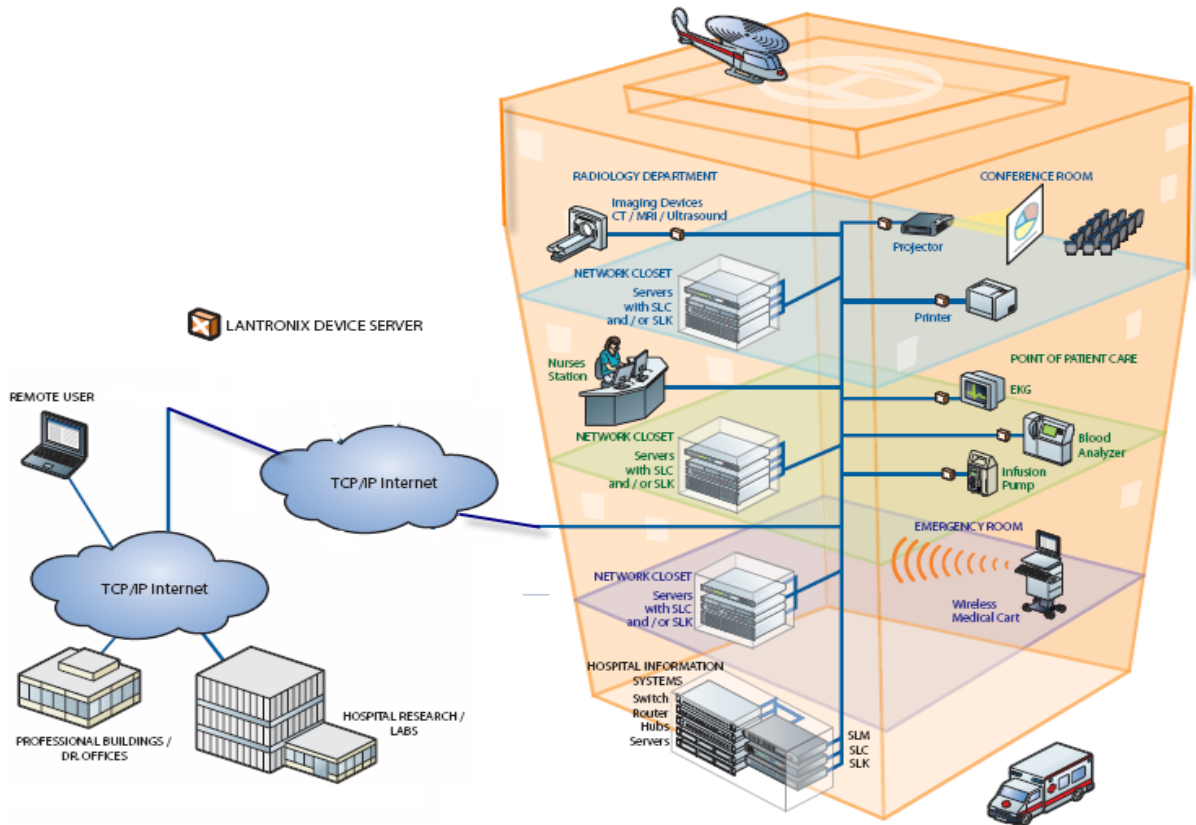 RADIOLOGY DEPARTMENT
Imaging Devices
CT / MRI / Ultrasound
CONFERENCE ROOM
Projector
NETWORK CLOSET
Servers
with SLC
and / or SLK
Printer
LANTRONIX DEVICE SERVER
Nurses
Station
POINT OF PATIENT CARE
EKG
Blood
Analyzer
Infusion
Pump
NETWORK CLOSET
Servers
with SLC
and / or SLK
REMOTE USER
TCP/IP Internet
TCP/IP Internet
EMERGENCY ROOM
Wireless
Medical Cart
NETWORK CLOSET
Servers
with SLC
and / or SLK
HOSPITAL INFORMATION
SYSTEMS
Switch
Router
Hubs
Servers
SLM
SLC
SLK
PROFESSIONAL BUILDINGS /
DR. OFFICES
HOSPITAL RESEARCH /
LABS
H